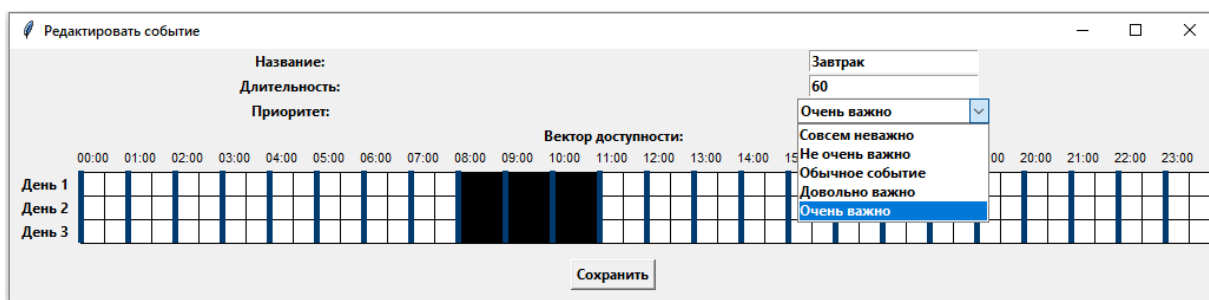 Редактировать событие
Название: Завтрак
Длительность: 60
Приоритет: Очень важно
Совсем неважно
Не очень важно
Обычное событие
Довольно важно
Очень важно
Вектор доступности:
00:00 01:00 02:00 03:00 04:00 05:00 06:00 07:00 08:00 09:00 10:00 11:00 12:00 13:00 14:00 15 00 20:00 21:00 22:00 23:00
День 1
День 2
День 3
Сохранить